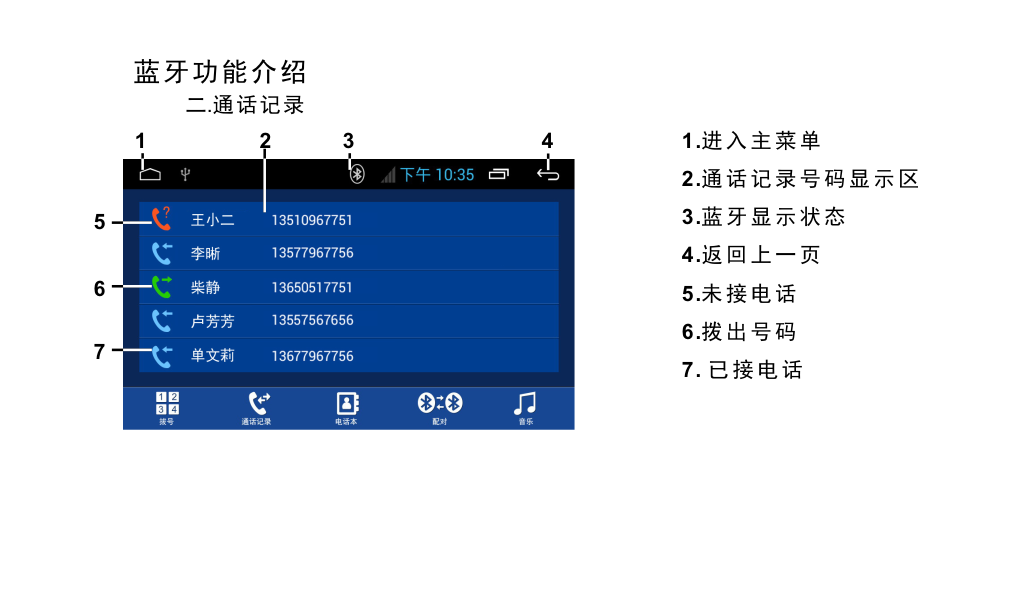 蓝牙功能介绍
二.通话记录
1 2 3 4
下午 10:35
5 王小二 13510967751
李晰 13577967756
6 柴静 13650517751
卢芳芳 13557567656
7 单文莉 13677967756
1 2
3 4
拨号 通话记录 电话本 配对 音乐
1.进入主菜单
2.通话记录号码显示区
3.蓝牙显示状态
4.返回上一页
5.未接电话
6.拨出号码
7. 已接电话